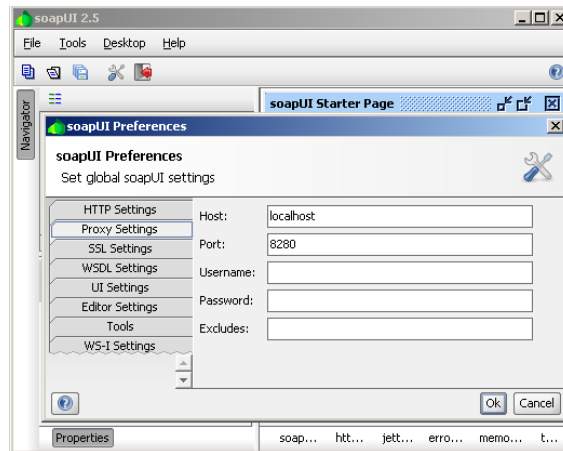 soapUI 2.5
File Tools Desktop Help
Navigator
soapUI Starter Page
soapUI Preferences
soapUI Preferences
Set global soapUI settings
HTTP Settings
Proxy Settings
SSL Settings
WSDL Settings
UI Settings
Editor Settings
Tools
WS-I Settings
Host: localhost
Port: 8280
Username:
Password:
Excludes:
Ok Cancel
Properties
soap... htt... jett... erro... memo... t...